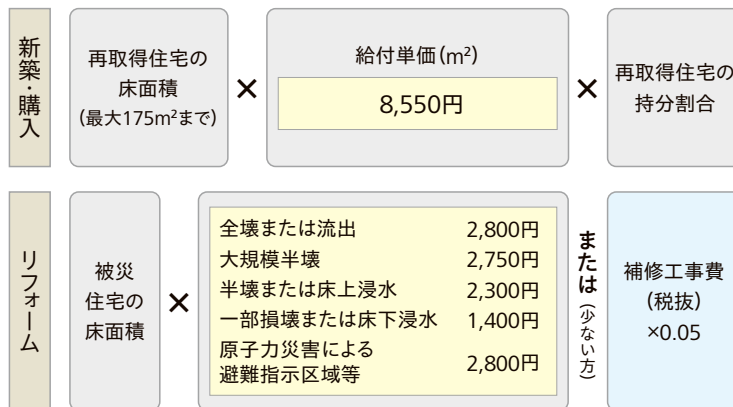 新築・購入
再取得住宅の
床面積
(最大175m²まで)
×
給付単価(m²)
8,550円
×
再取得住宅の
持分割合
リフォーム
被災
住宅の
床面積
×
全壊または流出 2,800円
大規模半壊 2,750円
半壊または床上浸水 2,300円
一部損壊または床下浸水 1,400円
原子力災害による
避難指示区域等 2,800円
または(少ない方)
補修工事費
(税抜)
×0.05